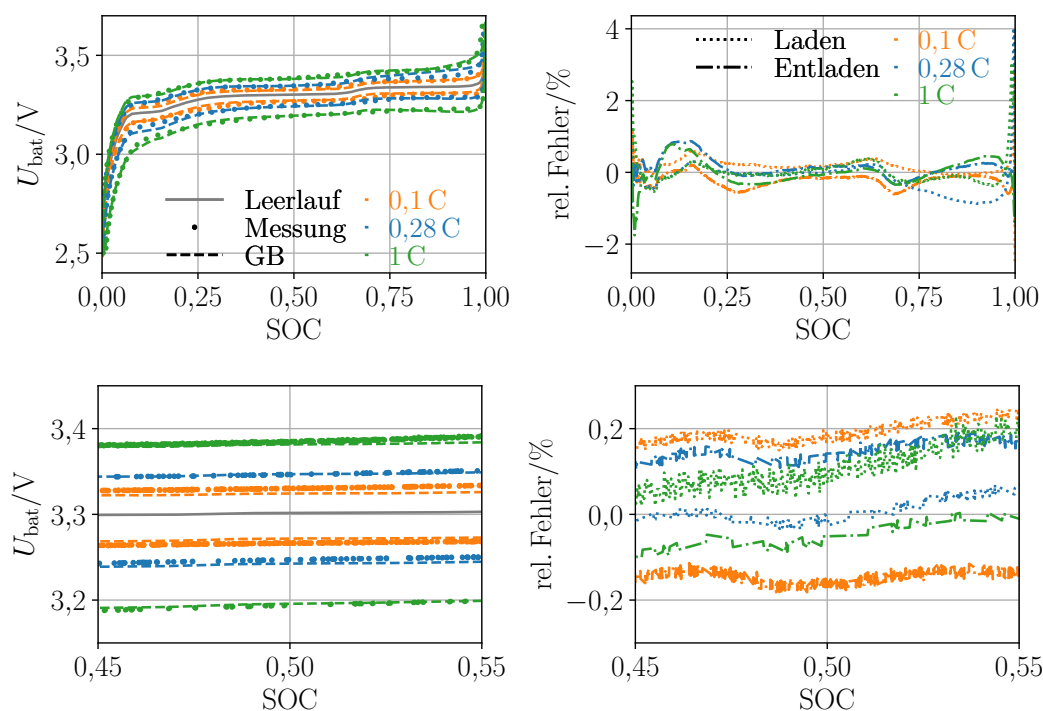 3,5
3,0
2,5
U_bat/V
Leerlauf
Messung
GB
0,1 C
0,28 C
1 C
0,00 0,25 0,50 0,75 1,00
SOC
4
2
0
−2
rel. Fehler/%
Laden
Entladen
0,1 C
0,28 C
1 C
0,00 0,25 0,50 0,75 1,00
SOC
3,4
3,3
3,2
U_bat/V
0,45 0,50 0,55
SOC
0,2
0,0
−0,2
rel. Fehler/%
0,45 0,50 0,55
SOC